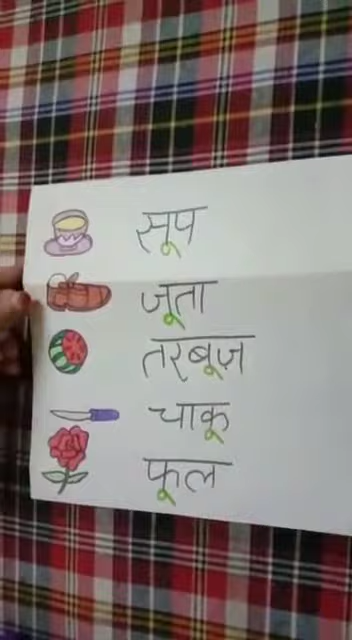 सूप
जूता
तरबूज़
चाकू
फूल